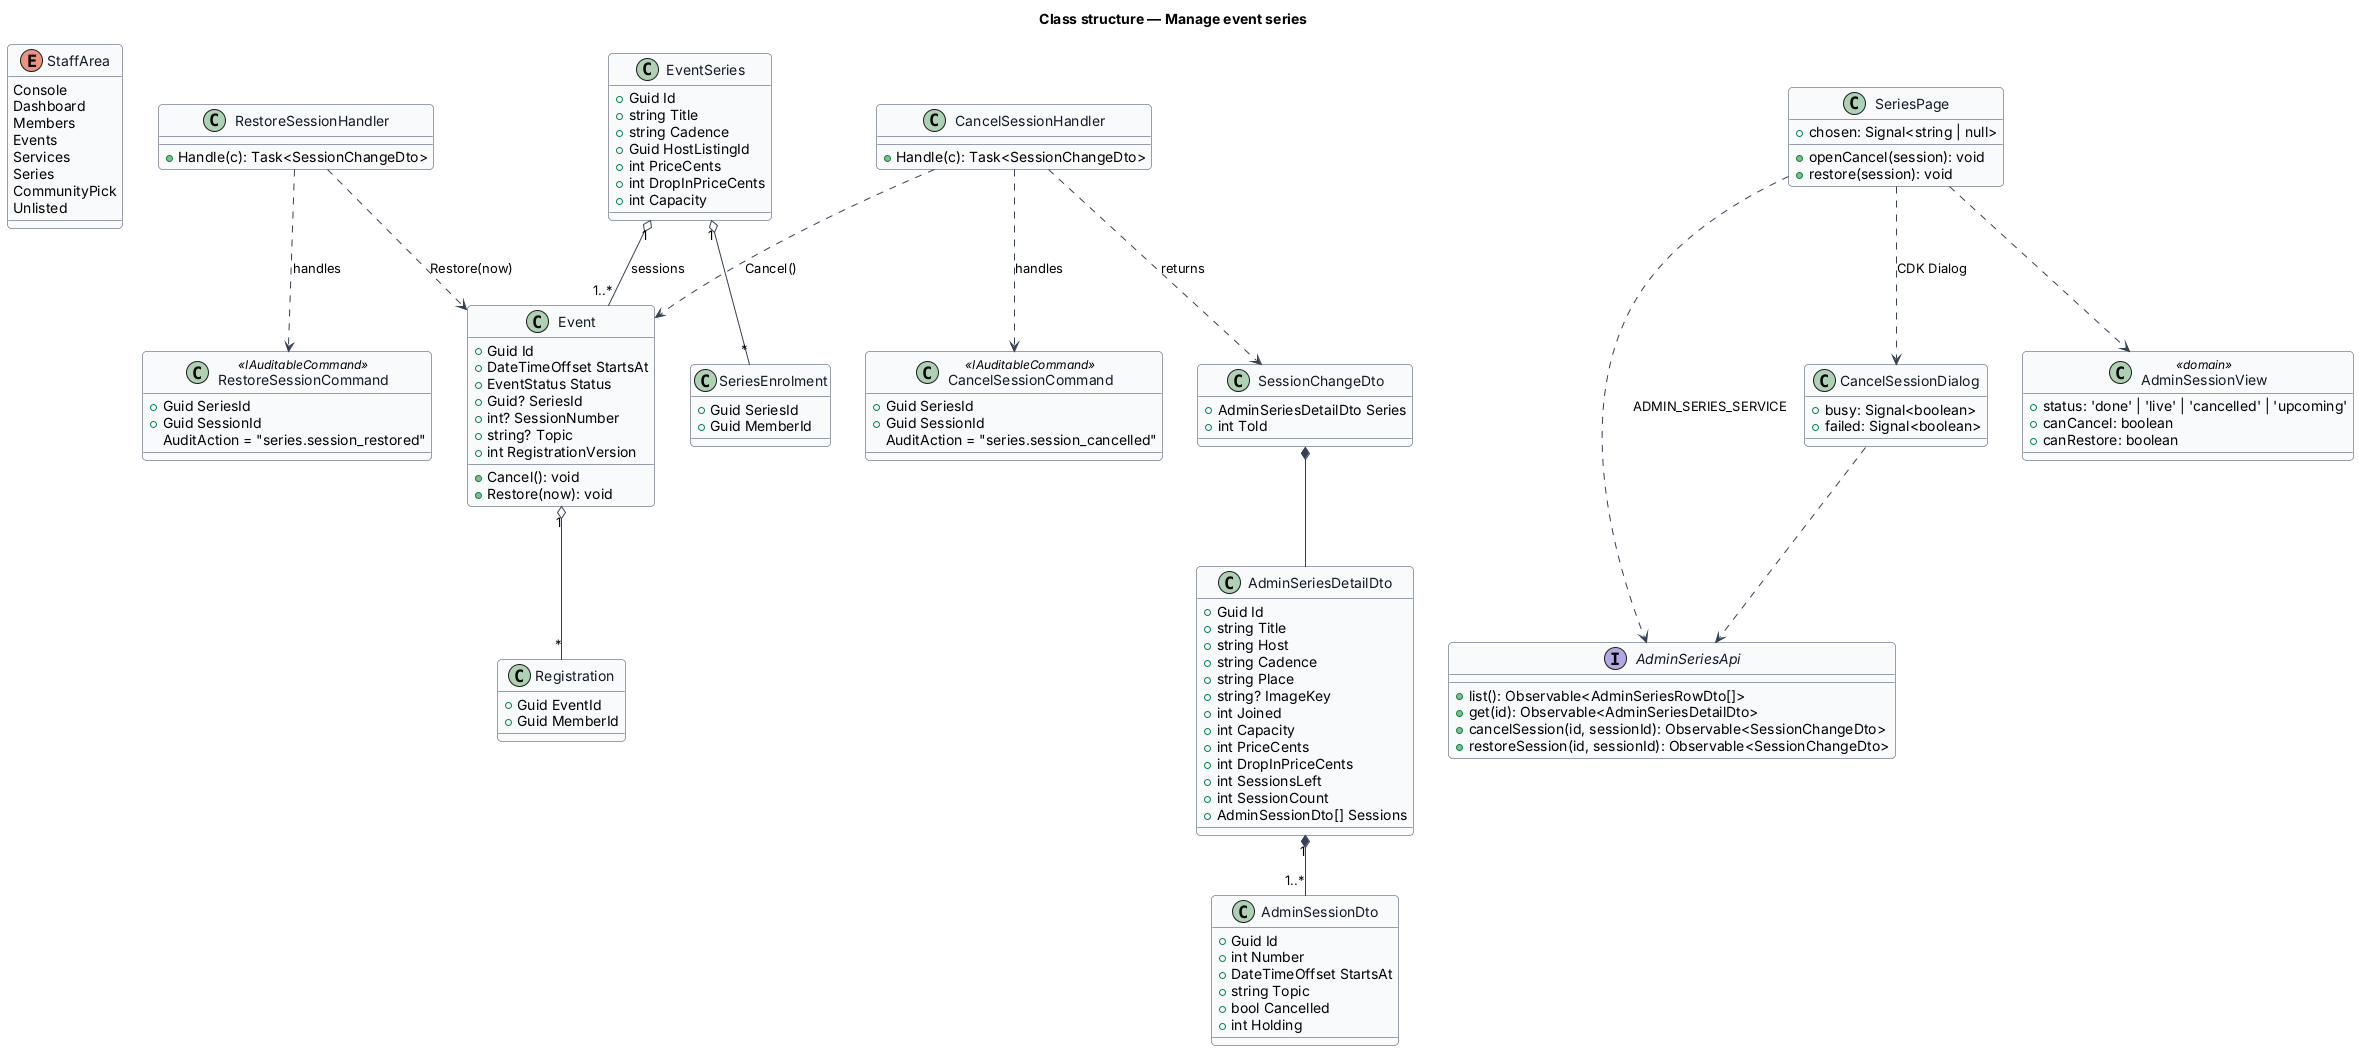 Class structure — Manage event series
E StaffArea
Console
Dashboard
Members
Events
Services
Series
CommunityPick
Unlisted
C RestoreSessionHandler
Handle(c): Task<SessionChangeDto>
C EventSeries
Guid Id
string Title
string Cadence
Guid HostListingId
int PriceCents
int DropInPriceCents
int Capacity
C CancelSessionHandler
Handle(c): Task<SessionChangeDto>
C SeriesPage
chosen: Signal<string | null>
openCancel(session): void
restore(session): void
handles
Restore(now)
1
sessions
1..*
1
*
Cancel()
handles
returns
CDK Dialog
ADMIN_SERIES_SERVICE
C «IAuditableCommand»
RestoreSessionCommand
Guid SeriesId
Guid SessionId
AuditAction = "series.session_restored"
C Event
Guid Id
DateTimeOffset StartsAt
EventStatus Status
Guid? SeriesId
int? SessionNumber
string? Topic
int RegistrationVersion
Cancel(): void
Restore(now): void
C SeriesEnrolment
Guid SeriesId
Guid MemberId
C «IAuditableCommand»
CancelSessionCommand
Guid SeriesId
Guid SessionId
AuditAction = "series.session_cancelled"
C SessionChangeDto
AdminSeriesDetailDto Series
int Told
C CancelSessionDialog
busy: Signal<boolean>
failed: Signal<boolean>
C «domain»
AdminSessionView
status: 'done' | 'live' | 'cancelled' | 'upcoming'
canCancel: boolean
canRestore: boolean
1
*
C Registration
Guid EventId
Guid MemberId
C AdminSeriesDetailDto
Guid Id
string Title
string Host
string Cadence
string Place
string? ImageKey
int Joined
int Capacity
int PriceCents
int DropInPriceCents
int SessionsLeft
int SessionCount
AdminSessionDto[] Sessions
I AdminSeriesApi
list(): Observable<AdminSeriesRowDto[]>
get(id): Observable<AdminSeriesDetailDto>
cancelSession(id, sessionId): Observable<SessionChangeDto>
restoreSession(id, sessionId): Observable<SessionChangeDto>
1
1..*
C AdminSessionDto
Guid Id
int Number
DateTimeOffset StartsAt
string Topic
bool Cancelled
int Holding